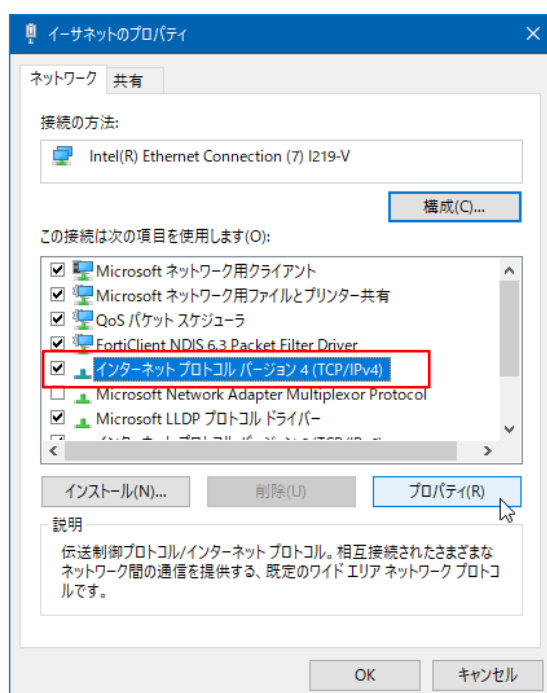 イーサネットのプロパティ
ネットワーク 共有
接続の方法:
Intel(R) Ethernet Connection (7) I219-V
構成(C)...
この接続は次の項目を使用します(O):
Microsoft ネットワーク用クライアント
Microsoft ネットワーク用ファイルとプリンター共有
QoS パケット スケジューラ
FortiClient NDIS 6.3 Packet Filter Driver
インターネット プロトコル バージョン 4 (TCP/IPv4)
Microsoft Network Adapter Multiplexor Protocol
Microsoft LLDP プロトコル ドライバー
インストール(N)... 削除(U) プロパティ(R)
説明
伝送制御プロトコル/インターネット プロトコル。相互接続されたさまざまな
ネットワーク間の通信を提供する、既定のワイド エリア ネットワーク プロトコ
ルです。
OK キャンセル